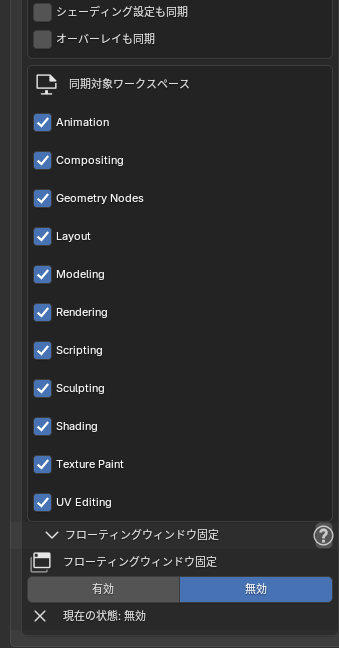 シェーディング設定も同期
オーバーレイも同期
同期対象ワークスペース
Animation
Compositing
Geometry Nodes
Layout
Modeling
Rendering
Scripting
Sculpting
Shading
Texture Paint
UV Editing
フローティングウィンドウ固定
?
フローティングウィンドウ固定
有効 無効
現在の状態: 無効